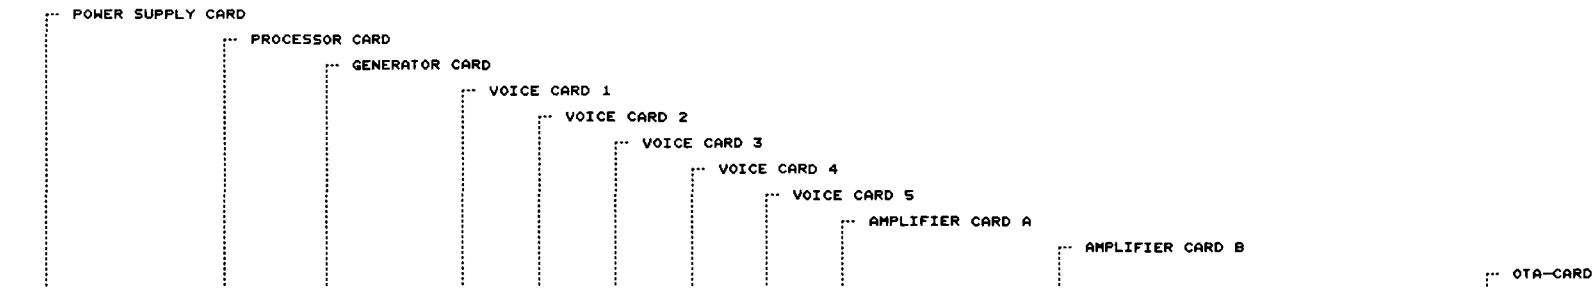 POWER SUPPLY CARD
PROCESSOR CARD
GENERATOR CARD
VOICE CARD 1
VOICE CARD 2
VOICE CARD 3
VOICE CARD 4
VOICE CARD 5
AMPLIFIER CARD A
AMPLIFIER CARD B
OTA-CARD